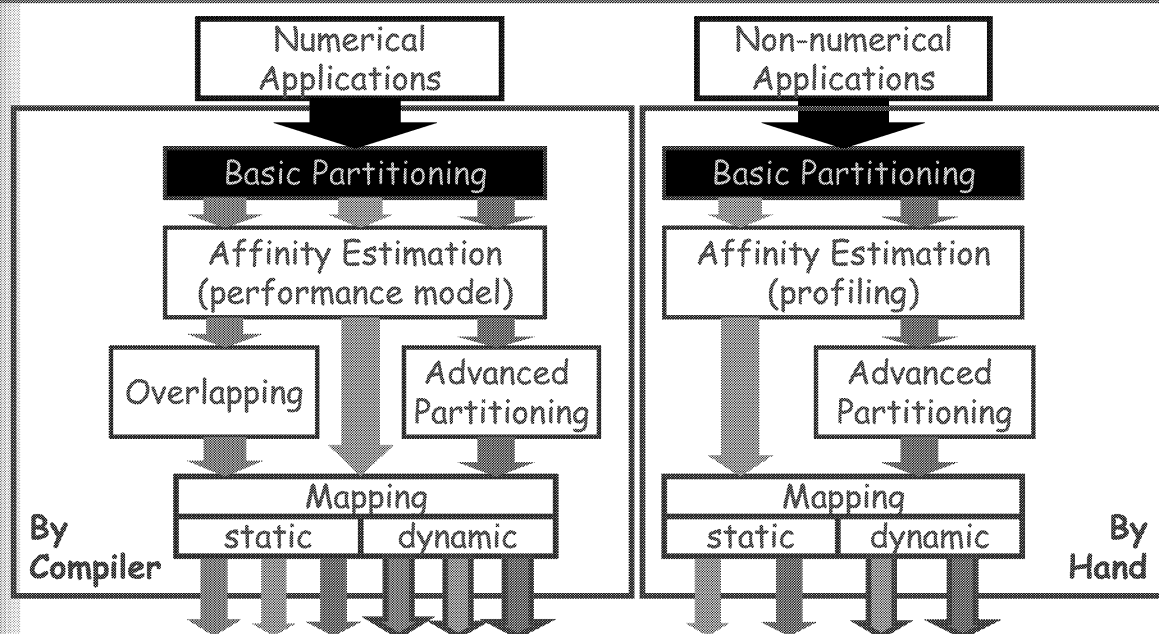 Numerical
Applications
Basic Partitioning
Affinity Estimation
(performance model)
Overlapping
Advanced
Partitioning
Mapping
static
dynamic
By
Compiler
Non-numerical
Applications
Basic Partitioning
Affinity Estimation
(profiling)
Advanced
Partitioning
Mapping
static
dynamic
By
Hand